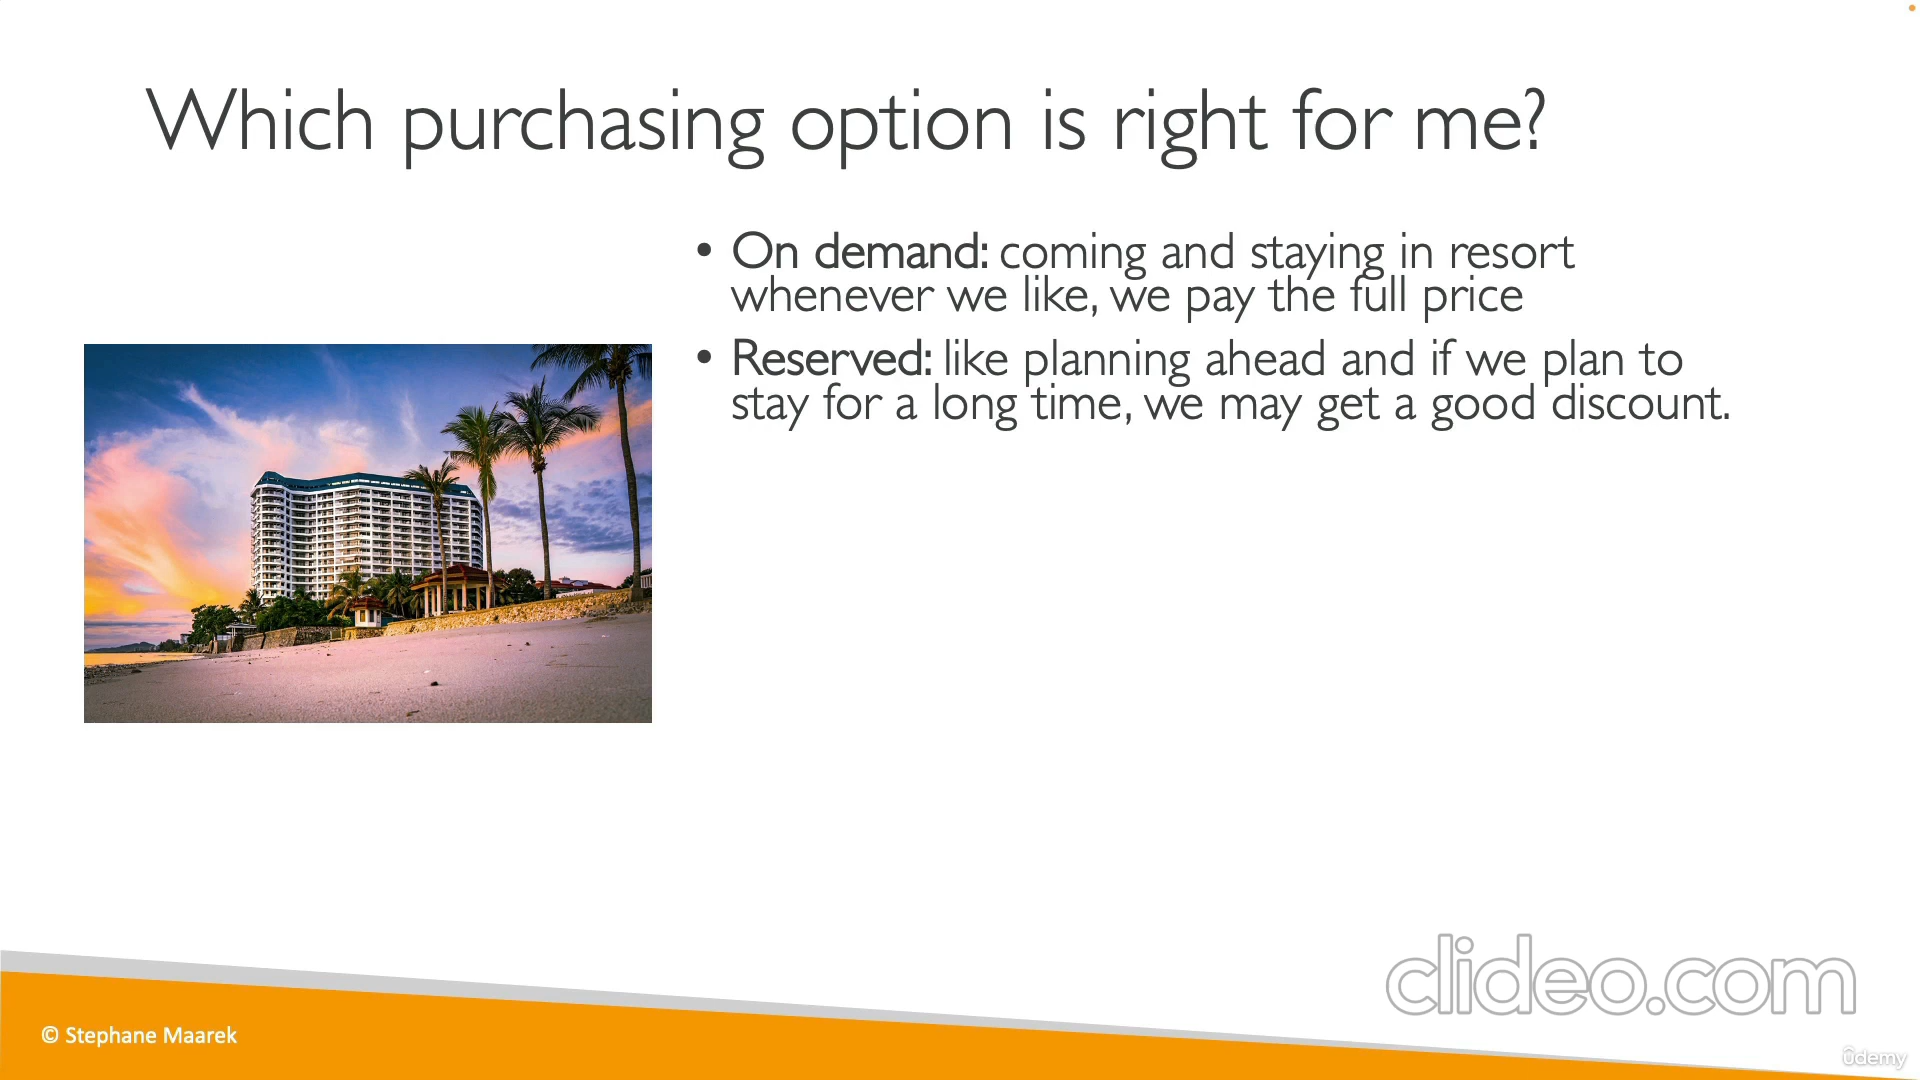 Which purchasing option is right for me?
• On demand: coming and staying in resort
whenever we like, we pay the full price
• Reserved: like planning ahead and if we plan to
stay for a long time, we may get a good discount.
clideo.com
© Stephane Maarek
ûdemy